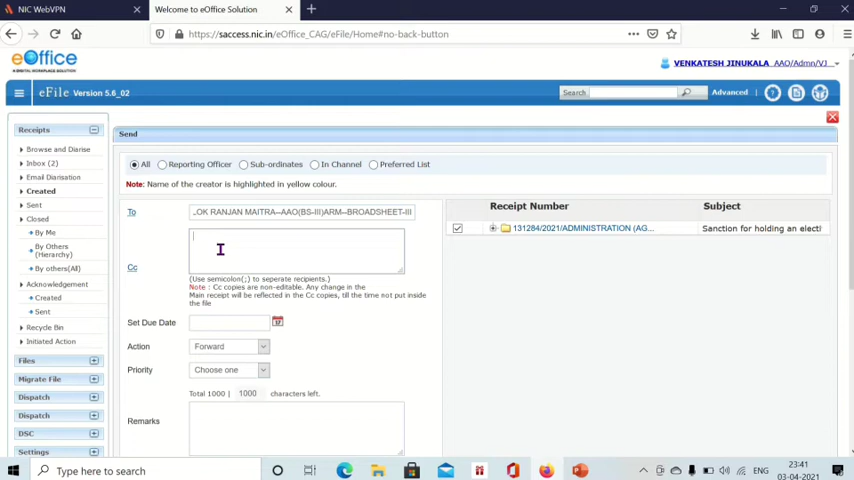 NIC WebVPN
Welcome to eOffice Solution
https://saccess.nic.in/eOffice_CAG/eFile/Home#no-back-button
eOffice
A DIGITAL WORKPLACE SOLUTION
VENKATESH JINUKALA AAO/Admn/VJ
eFile Version 5.6_02
Search
Advanced
Receipts
Browse and Diarise
Inbox (2)
Email Diarisation
Created
Sent
Closed
By Me
By Others
(Hierarchy)
By others(All)
Acknowledgement
Created
Sent
Recycle Bin
Initiated Action
Files
Migrate File
Dispatch
Dispatch
DSC
Settings
Send
All
Reporting Officer
Sub-ordinates
In Channel
Preferred List
Note: Name of the creator is highlighted in yellow colour.
To
.OK RANJAN MAITRA--AAO(BS-III)ARM--BROADSHEET-III
Cc
(Use semicolon(;) to seperate recipients.)
Note : Cc copies are non-editable. Any change in the
Main receipt will be reflected in the Cc copies, till the time not put inside
the file
Set Due Date
Action
Forward
Priority
Choose one
Total 1000 | 1000 characters left.
Remarks
Receipt Number
Subject
131284/2021/ADMINISTRATION (AG...
Sanction for holding an electi
Type here to search
ENG
23:41
03-04-2021